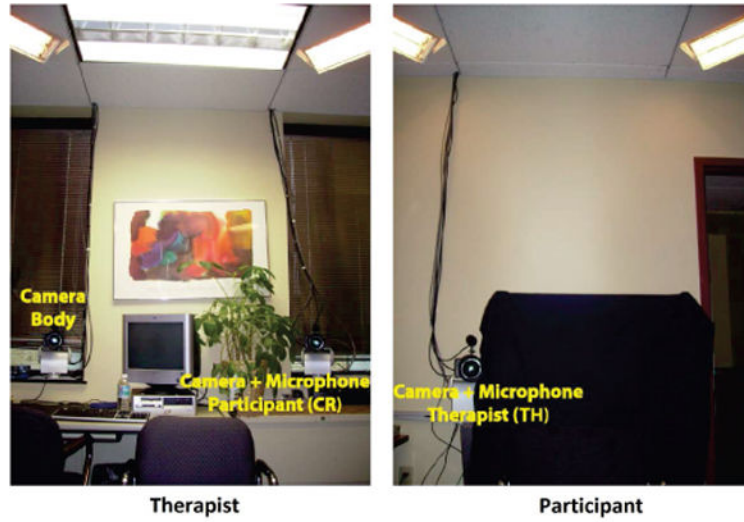 Camera
Body
Camera + Microphone
Participant (CR)
Camera + Microphone
Therapist (TH)
Therapist
Participant